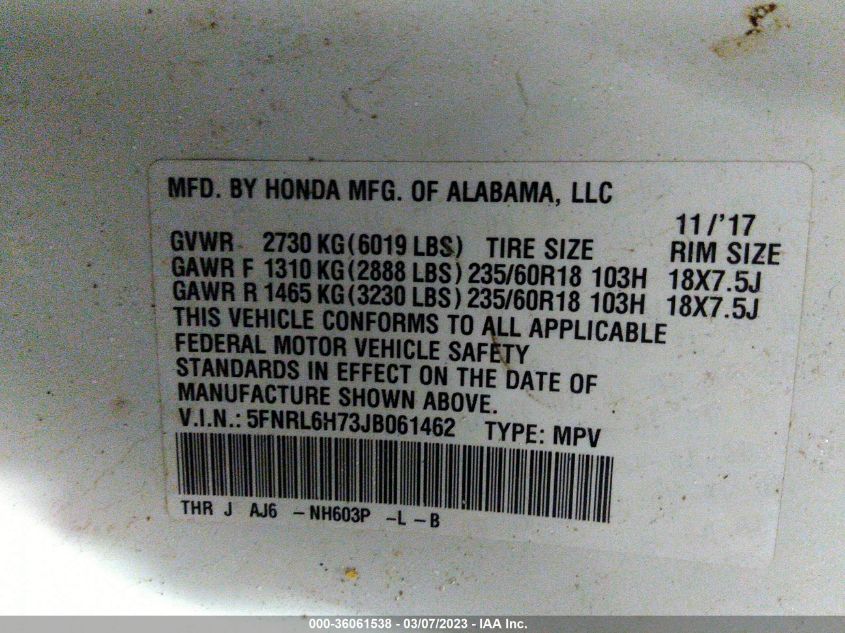 MFD. BY HONDA MFG. OF ALABAMA, LLC
11/'17
GVWR 2730 KG(6019 LBS) TIRE SIZE RIM SIZE
GAWR F 1310 KG(2888 LBS) 235/60R18 103H 18X7.5J
GAWR R 1465 KG(3230 LBS) 235/60R18 103H 18X7.5J
THIS VEHICLE CONFORMS TO ALL APPLICABLE
FEDERAL MOTOR VEHICLE SAFETY
STANDARDS IN EFFECT ON THE DATE OF
MANUFACTURE SHOWN ABOVE.
V.I.N.: 5FNRL6H73JB061462 TYPE: MPV
THR J AJ6 -NH603P -L-B
000-36061538 - 03/07/2023 - IAA Inc.